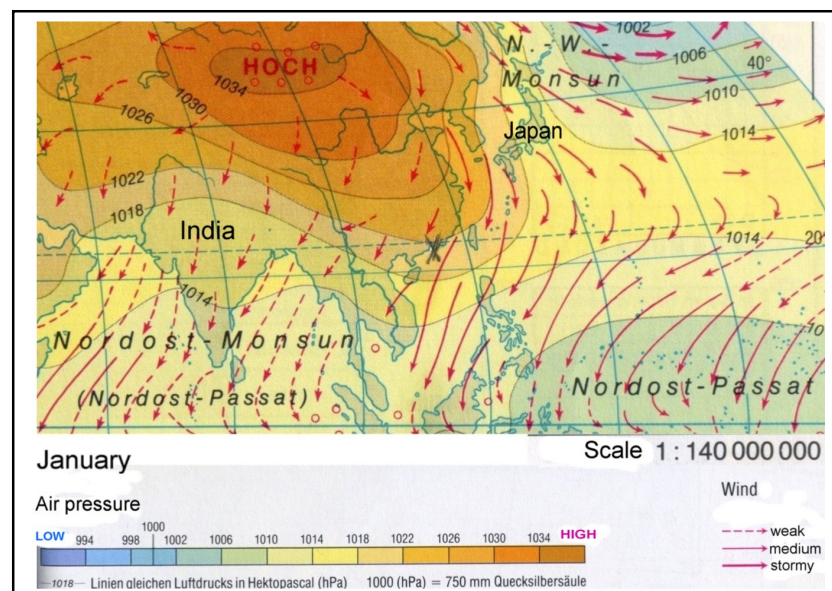 1002
N.-W.-
1006
HOCH
Monsun
40°
1034
1010
1030
1026
Japan
1014
1022
1018
India
1014
20°
1014
10
Nordost-Monsun
(Nordost-Passat)
Nordost-Passat
Scale 1 : 140 000 000
January
Wind
Air pressure
LOW
994
998
1000
1002
1006
1010
1014
1018
1022
1026
1030
1034
HIGH
weak
medium
stormy
—1018— Linien gleichen Luftdrucks in Hektopascal (hPa) 1000 (hPa) = 750 mm Quecksilbersäule